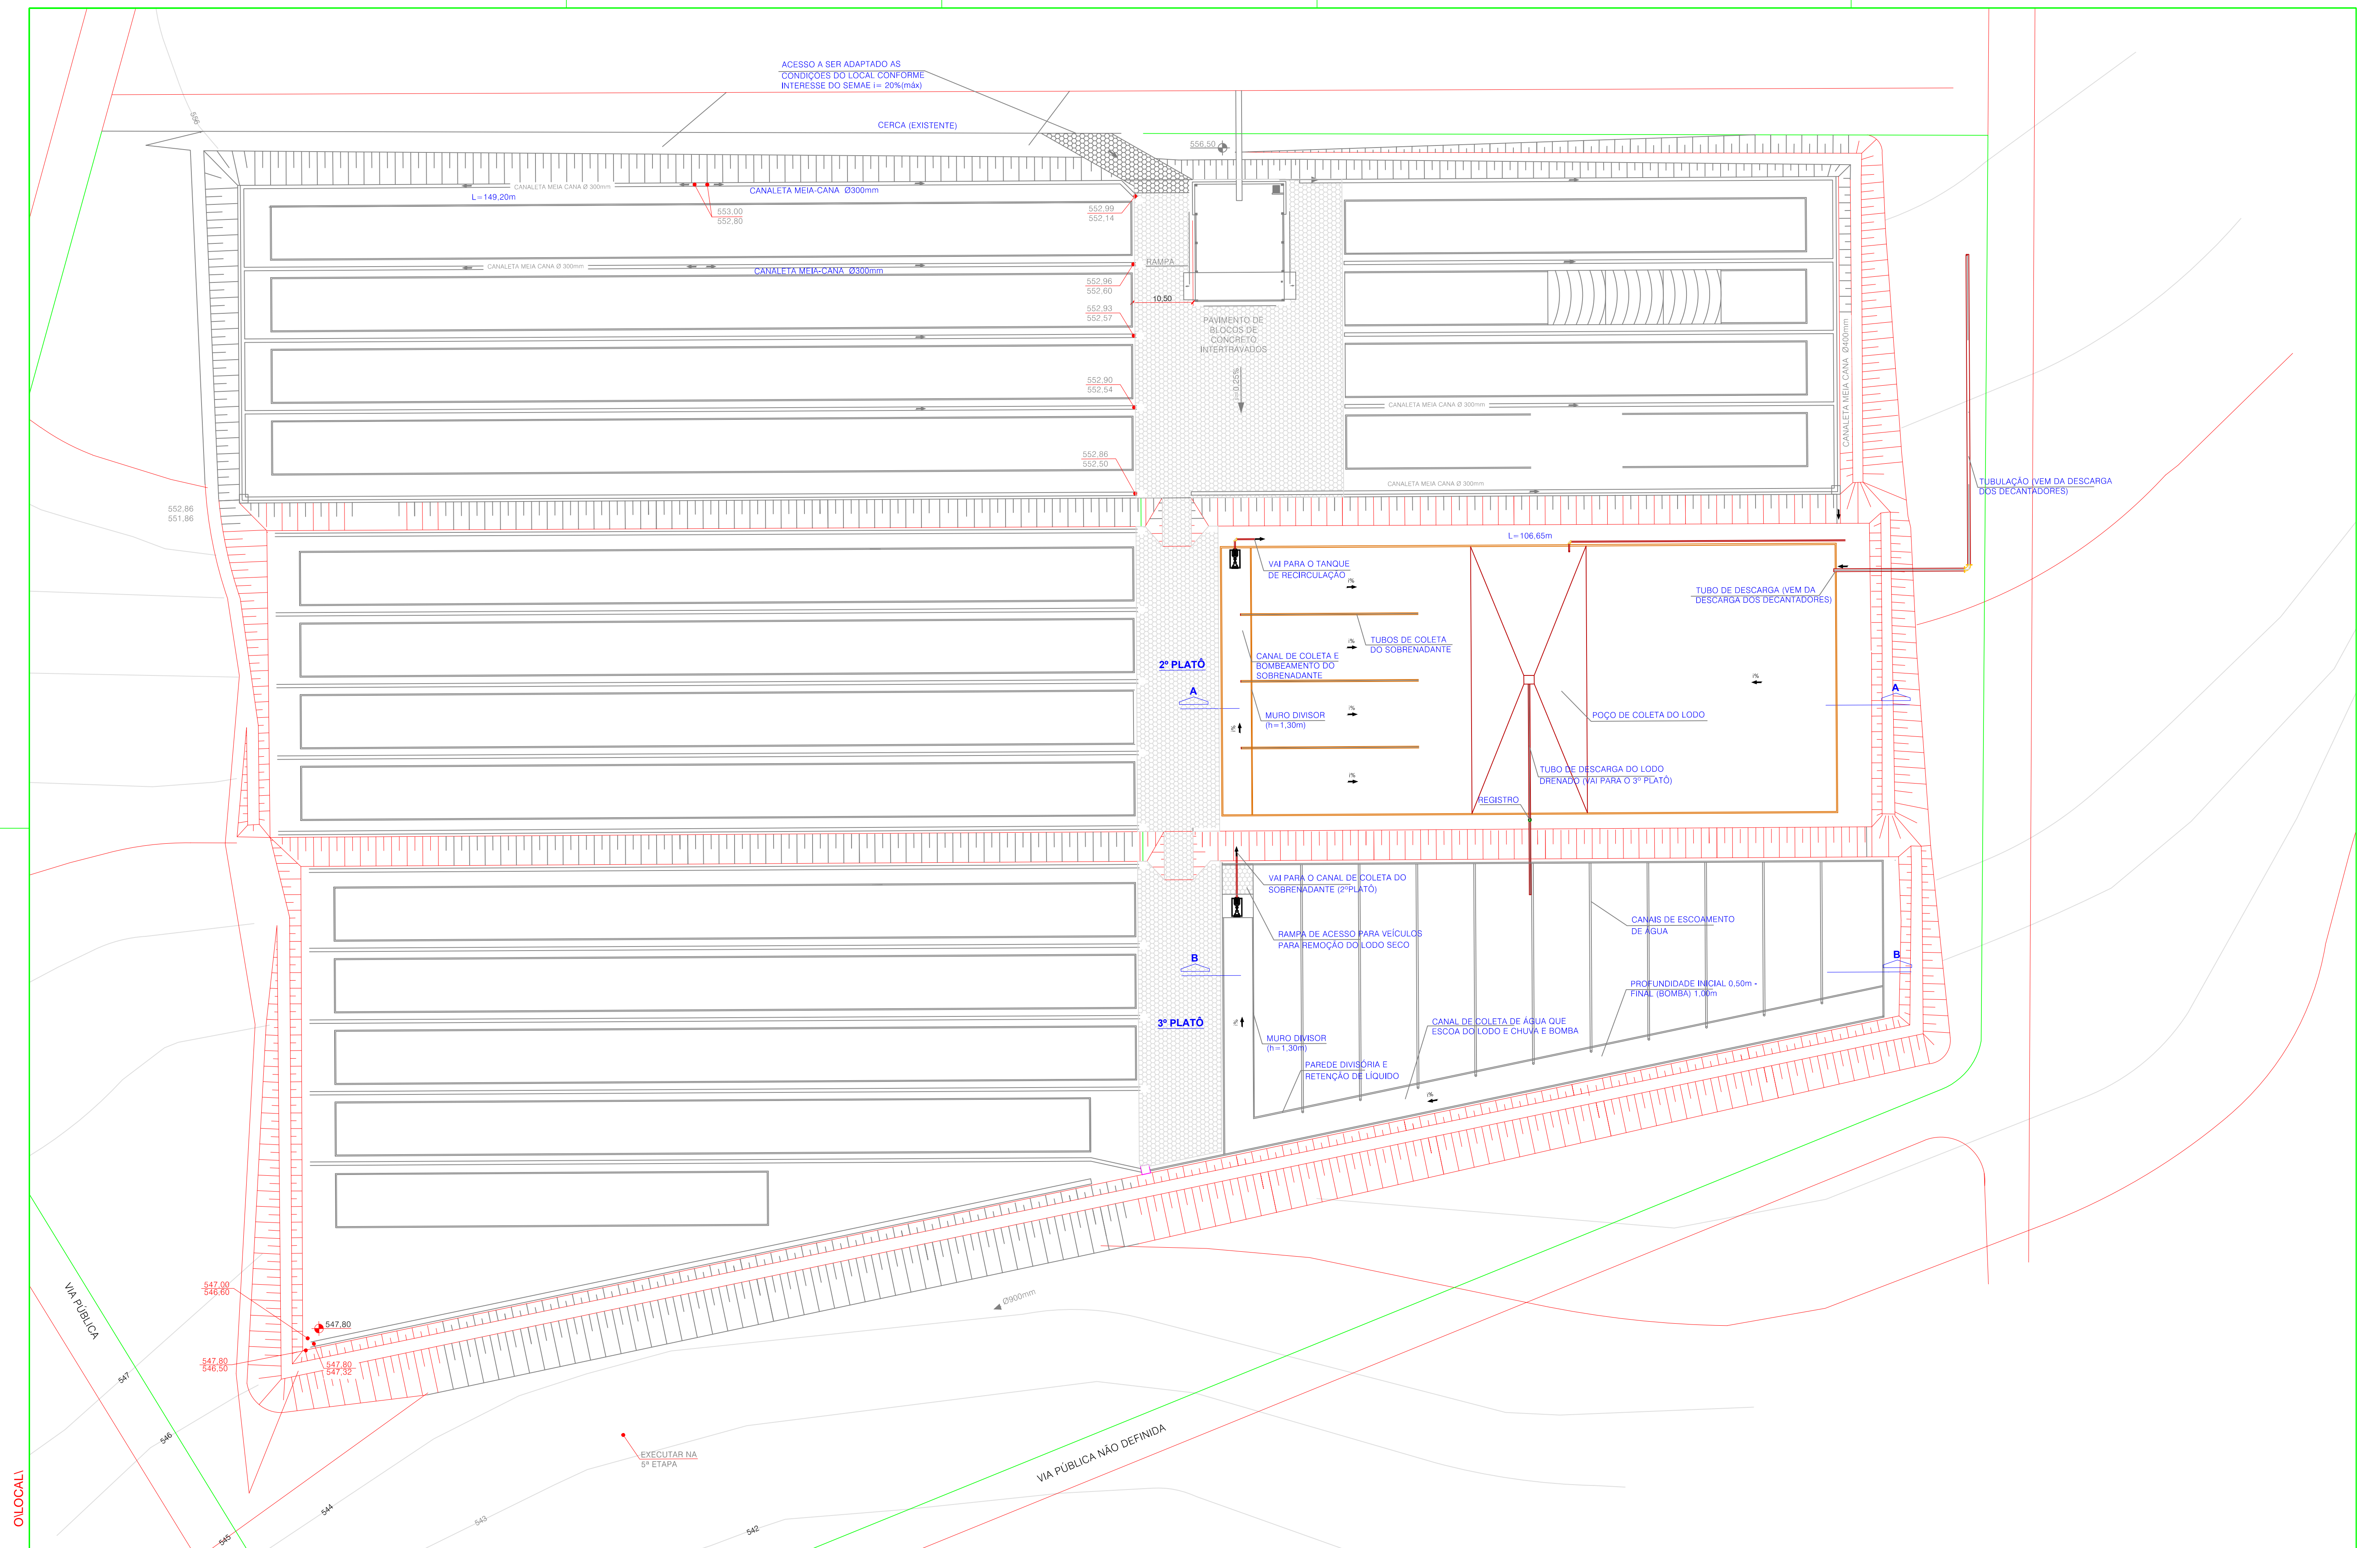 ACESSO A SER ADAPTADO AS
CONDIÇÕES DO LOCAL CONFORME
INTERESSE DO SEMAE i= 20%(máx)
CERCA (EXISTENTE)
556
556,50
CANALETA MEIA CANA Ø 300mm
CANALETA MEIA-CANA Ø300mm
L=149,20m
553,00
552,80
552,99
552,14
CANALETA MEIA CANA Ø 300mm
CANALETA MEIA-CANA Ø300mm
RAMPA
552,96
552,60
10,50
552,93
552,57
PAVIMENTO DE
BLOCOS DE
CONCRETO
INTERTRAVADOS
i=0,25%
552,90
552,54
CANALETA MEIA CANA Ø 300mm
CANALETA MEIA CANA Ø400mm
552,86
552,50
CANALETA MEIA CANA Ø 300mm
TUBULAÇÃO (VEM DA DESCARGA
DOS DECANTADORES)
552,86
551,86
L=106,65m
VAI PARA O TANQUE
DE RECIRCULAÇÃO
i%
TUBO DE DESCARGA (VEM DA
DESCARGA DOS DECANTADORES)
i%
TUBOS DE COLETA
DO SOBRENADANTE
CANAL DE COLETA E
BOMBEAMENTO DO
SOBRENADANTE
2º PLATÔ
i%
A
A
i%
MURO DIVISOR
(h=1,30m)
POÇO DE COLETA DO LODO
i%
TUBO DE DESCARGA DO LODO
DRENADO (VAI PARA O 3º PLATÔ)
i%
REGISTRO
VAI PARA O CANAL DE COLETA DO
SOBRENADANTE (2ºPLATÔ)
CANAIS DE ESCOAMENTO
DE ÁGUA
RAMPA DE ACESSO PARA VEÍCULOS
PARA REMOÇÃO DO LODO SECO
B
B
PROFUNDIDADE INICIAL 0,50m -
FINAL (BOMBA) 1,00m
3º PLATÔ
i%
CANAL DE COLETA DE ÁGUA QUE
ESCOA DO LODO E CHUVA E BOMBA
MURO DIVISOR
(h=1,30m)
PAREDE DIVISÓRIA E
RETENÇÃO DE LÍQUIDO
i%
547,00
546,60
547,80
547,80
546,50
547,80
547,32
Ø900mm
VIA PÚBLICA
547
546
545
544
543
542
EXECUTAR NA
5ª ETAPA
VIA PÚBLICA NÃO DEFINIDA
O\LOCAL\